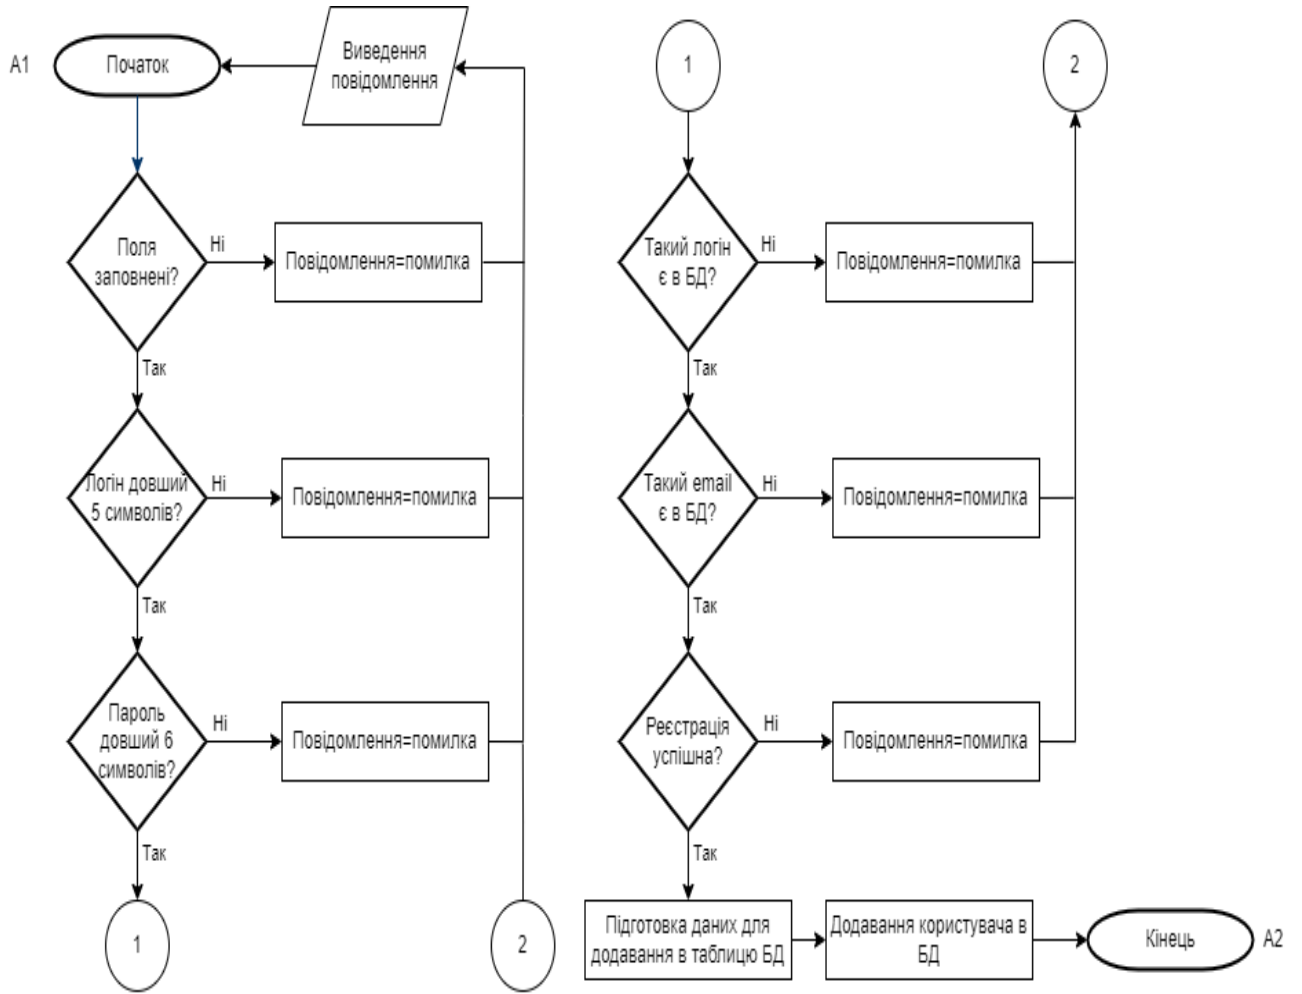 А1
Початок
Виведення
повідомлення
Поля
заповнені?
Ні
Повідомлення=помилка
Так
Логін довший
5 символів?
Ні
Повідомлення=помилка
Так
Пароль
довший 6
символів?
Ні
Повідомлення=помилка
Так
1
2
1
2
Такий логін
є в БД?
Ні
Повідомлення=помилка
Так
Такий email
є в БД?
Ні
Повідомлення=помилка
Так
Реєстрація
успішна?
Ні
Повідомлення=помилка
Так
Підготовка даних для
додавання в таблицю БД
Додавання користувача в
БД
Кінець
А2